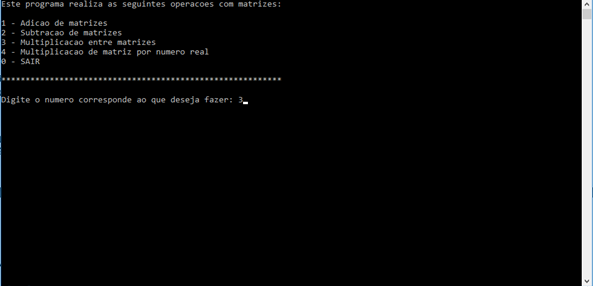 Este programa realiza as seguintes operacoes com matrizes:
1 - Adicao de matrizes
2 - Subtracao de matrizes
3 - Multiplicacao entre matrizes
4 - Multiplicacao de matriz por numero real
0 - SAIR
**********************************************************
Digite o numero corresponde ao que deseja fazer: 3